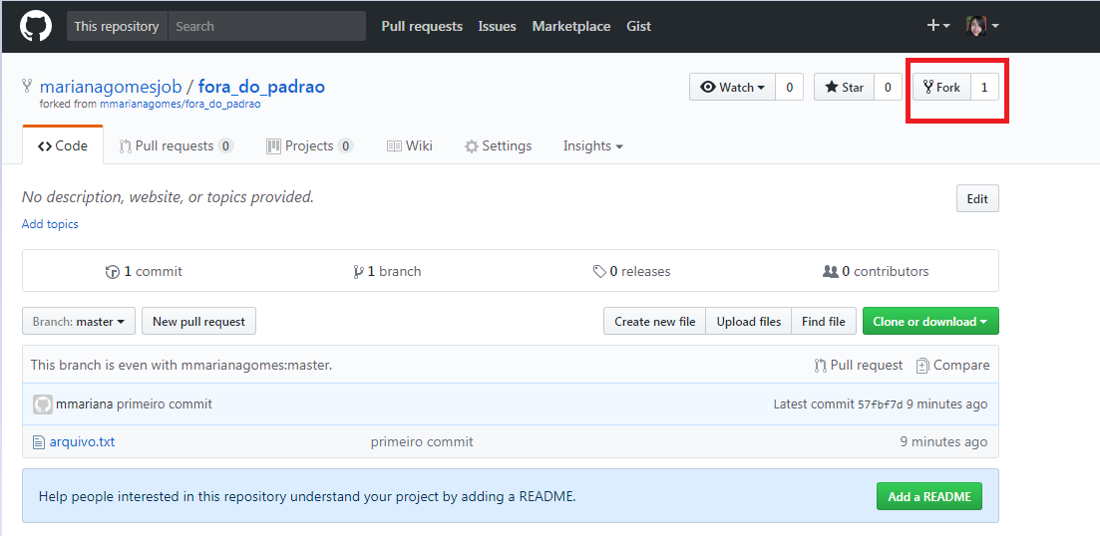 This repository Search Pull requests Issues Marketplace Gist
marianagomesjob / fora_do_padrao Watch 0 Star 0 Fork 1
forked from mmarianagomes/fora_do_padrao
Code Pull requests 0 Projects 0 Wiki Settings Insights
No description, website, or topics provided. Edit
Add topics
1 commit 1 branch 0 releases 0 contributors
Branch: master New pull request Create new file Upload files Find file Clone or download
This branch is even with mmarianagomes:master. Pull request Compare
mmariana primeiro commit Latest commit 57fbf7d 9 minutes ago
arquivo.txt primeiro commit 9 minutes ago
Help people interested in this repository understand your project by adding a README. Add a README